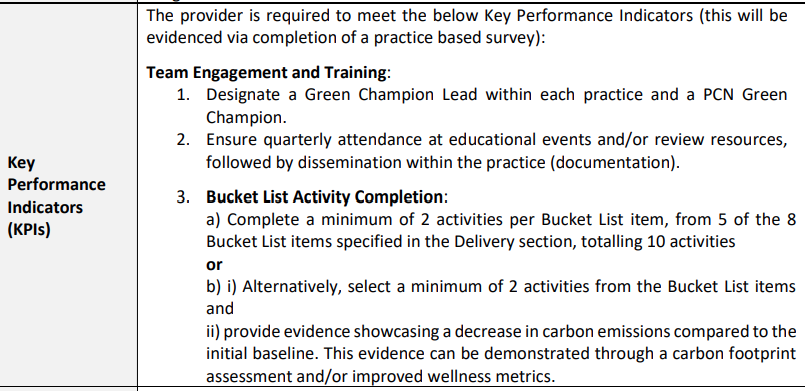 The provider is required to meet the below Key Performance Indicators (this will be
evidenced via completion of a practice based survey):
Team Engagement and Training:
1. Designate a Green Champion Lead within each practice and a PCN Green
Champion.
2. Ensure quarterly attendance at educational events and/or review resources,
followed by dissemination within the practice (documentation).
Key
Performance
Indicators
(KPIs)
3. Bucket List Activity Completion:
a) Complete a minimum of 2 activities per Bucket List item, from 5 of the 8
Bucket List items specified in the Delivery section, totalling 10 activities
or
b) i) Alternatively, select a minimum of 2 activities from the Bucket List items
and
ii) provide evidence showcasing a decrease in carbon emissions compared to the
initial baseline. This evidence can be demonstrated through a carbon footprint
assessment and/or improved wellness metrics.